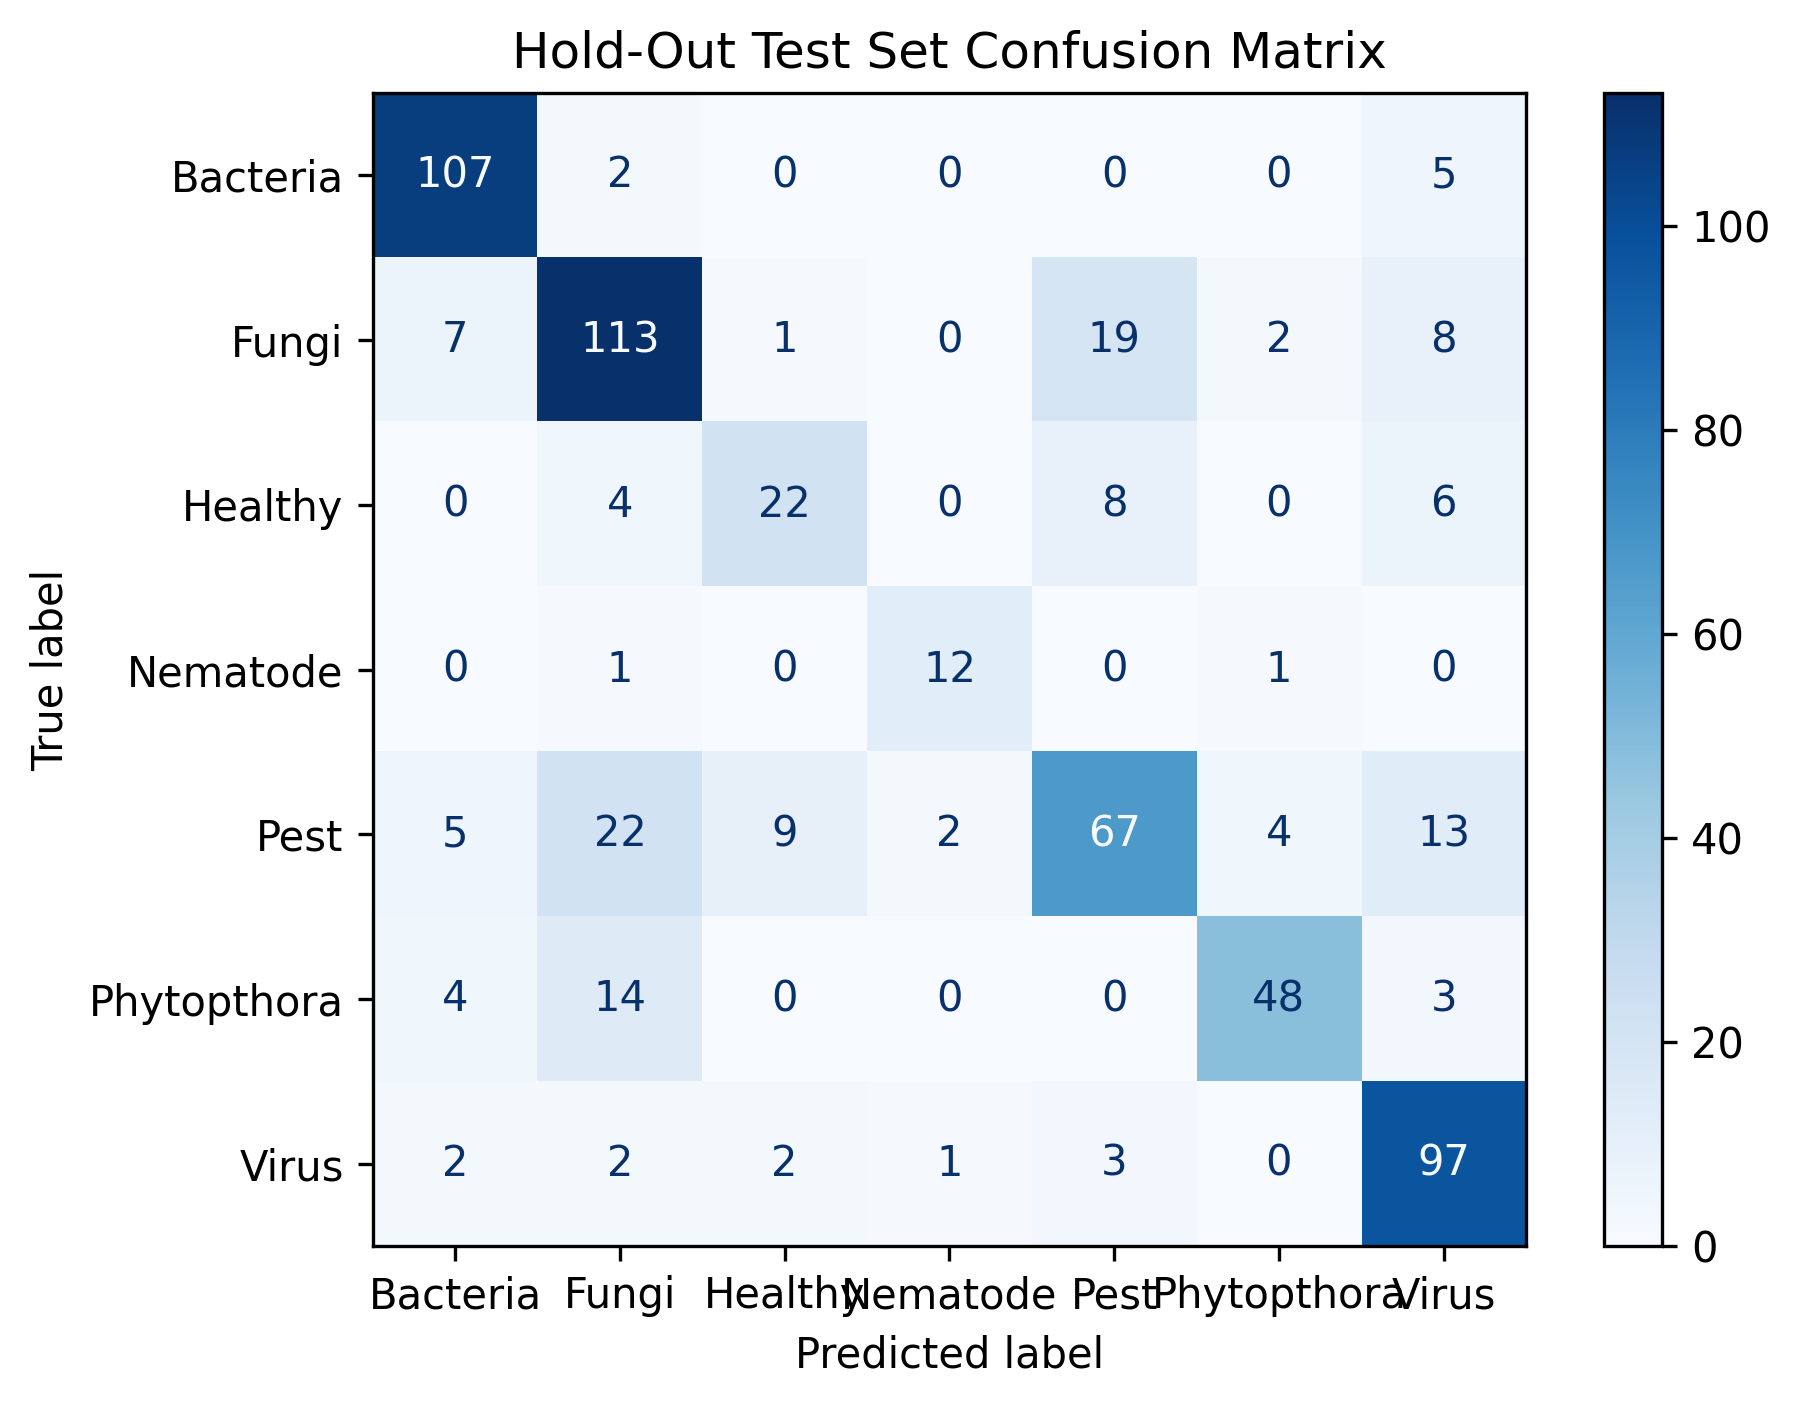 Hold-Out Test Set Confusion Matrix
Bacteria 107 2 0 0 0 0 5
Fungi 7 113 1 0 19 2 8
Healthy 0 4 22 0 8 0 6
Nematode 0 1 0 12 0 1 0
Pest 5 22 9 2 67 4 13
Phytopthora 4 14 0 0 0 48 3
Virus 2 2 2 1 3 0 97
Bacteria Fungi Healthy Nematode Pest Phytopthora Virus
Predicted label
True label
100
80
60
40
20
0